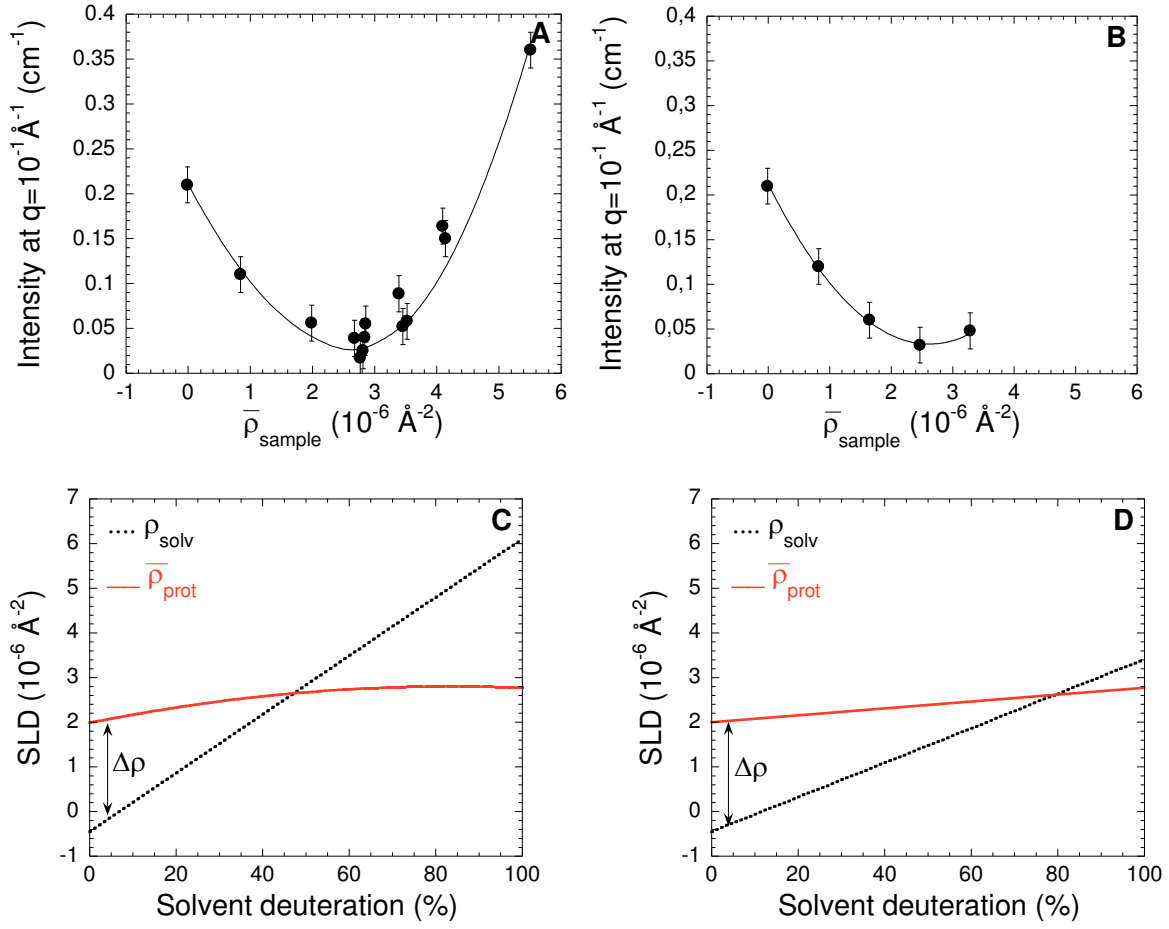 A
Intensity at q=10⁻¹ Å⁻¹ (cm⁻¹)
0,4
0,35
0,3
0,25
0,2
0,15
0,1
0,05
0
-1 0 1 2 3 4 5 6
ρ̅sample (10⁻⁶ Å⁻²)
B
Intensity at q=10⁻¹ Å⁻¹ (cm⁻¹)
0,4
0,35
0,3
0,25
0,2
0,15
0,1
0,05
0
-1 0 1 2 3 4 5 6
ρ̅sample (10⁻⁶ Å⁻²)
C
ρsolv
ρ̅prot
Δρ
SLD (10⁻⁶ Å⁻²)
7
6
5
4
3
2
1
0
-1
0 20 40 60 80 100
Solvent deuteration (%)
D
ρsolv
ρ̅prot
Δρ
SLD (10⁻⁶ Å⁻²)
7
6
5
4
3
2
1
0
-1
0 20 40 60 80 100
Solvent deuteration (%)